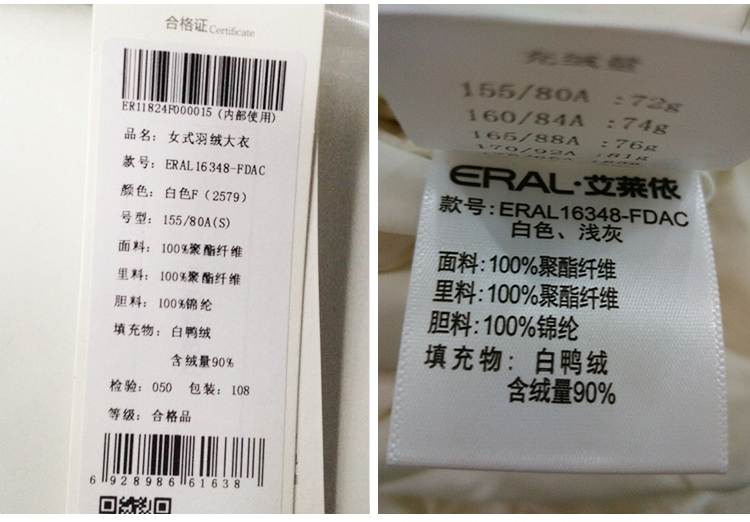 合格证 Certificate
ER11824F000015 (内部使用)
品名: 女式羽绒大衣
款号: ERAL16348-FDAC
颜色: 白色F (2579)
号型: 155/80A(S)
面料: 100%聚酯纤维
里料: 100%聚酯纤维
胆料: 100%锦纶
填充物: 白鸭绒
含绒量90%
检验: 050 包装: 108
等级: 合格品
6 928986 61638
充绒量
155/80A :72g
160/84A :74g
165/88A :76g
170/92A :81g
ERAL·艾莱依
款号:ERAL16348-FDAC
白色、浅灰
面料:100%聚酯纤维
里料:100%聚酯纤维
胆料:100%锦纶
填充物: 白鸭绒
含绒量90%